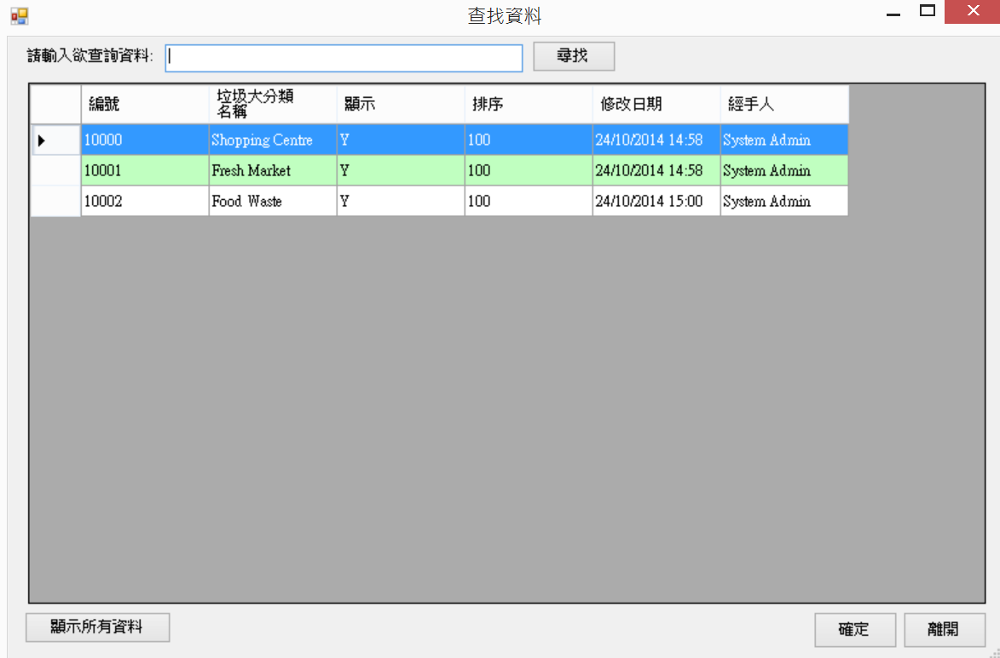 查找資料
請輸入欲查詢資料:
尋找
編號 垃圾大分類名稱 顯示 排序 修改日期 經手人
10000 Shopping Centre Y 100 24/10/2014 14:58 System Admin
10001 Fresh Market Y 100 24/10/2014 14:58 System Admin
10002 Food Waste Y 100 24/10/2014 15:00 System Admin
顯示所有資料 確定 離開